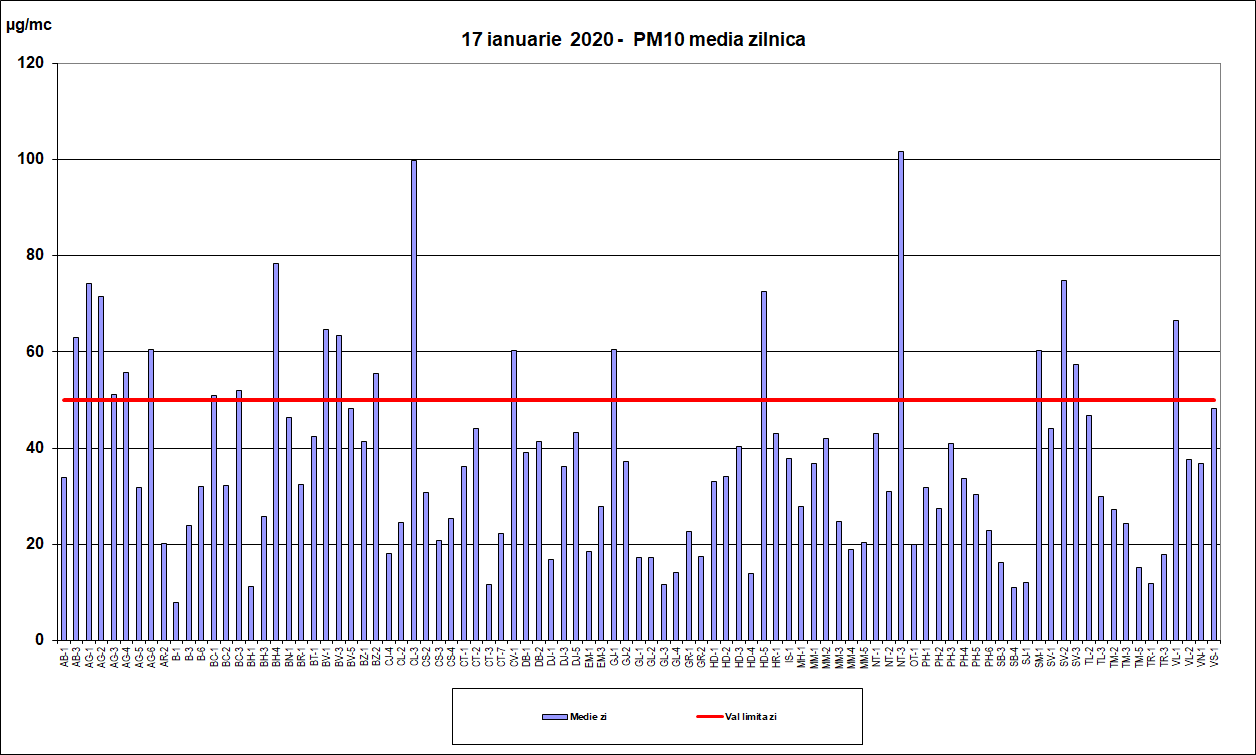 µg/mc
17 ianuarie 2020 - PM10 media zilnica
120
100
80
60
40
20
0
AB-1
AB-3
AG-1
AG-2
AG-3
AG-4
AG-5
AG-6
AR-2
B-1
B-3
B-6
BC-1
BC-2
BC-3
BH-1
BH-3
BH-4
BN-1
BR-1
BT-1
BV-1
BV-3
BV-5
BZ-1
BZ-2
CJ-4
CL-2
CL-3
CS-2
CS-3
CS-4
CT-1
CT-2
CT-3
CT-7
CV-1
DB-1
DB-2
DJ-1
DJ-3
DJ-5
EM-1
EM-3
GJ-1
GJ-2
GL-1
GL-2
GL-3
GL-4
GR-1
GR-2
HD-1
HD-2
HD-3
HD-4
HD-5
HR-1
IS-1
MH-1
MM-1
MM-2
MM-3
MM-4
MM-5
NT-1
NT-2
NT-3
OT-1
PH-1
PH-2
PH-3
PH-4
PH-5
PH-6
SB-3
SB-4
SJ-1
SM-1
SV-1
SV-2
SV-3
TL-2
TL-3
TM-2
TM-3
TM-5
TR-1
TR-3
VL-1
VL-2
VN-1
VS-1
Medie zi
Val limita zi